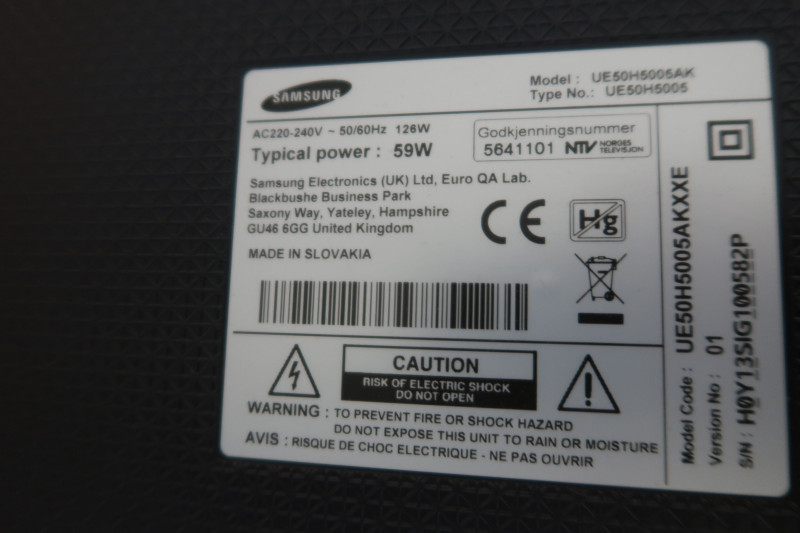 SAMSUNG
Model : UE50H5005AK
Type No.: UE50H5005
AC220-240V ~ 50/60Hz 126W
Typical power : 59W
Godkjenningsnummer
5641101 NTV NORGES TELEVISJON
Samsung Electronics (UK) Ltd, Euro QA Lab.
Blackbushe Business Park
Saxony Way, Yateley, Hampshire
GU46 6GG United Kingdom
CE Hg
MADE IN SLOVAKIA
CAUTION
RISK OF ELECTRIC SHOCK
DO NOT OPEN
WARNING : TO PREVENT FIRE OR SHOCK HAZARD
DO NOT EXPOSE THIS UNIT TO RAIN OR MOISTURE
AVIS : RISQUE DE CHOC ELECTRIQUE - NE PAS OUVRIR
Model Code : UE50H5005AKXXE
Version No : 01
S/N : H0Y13SIG100582P